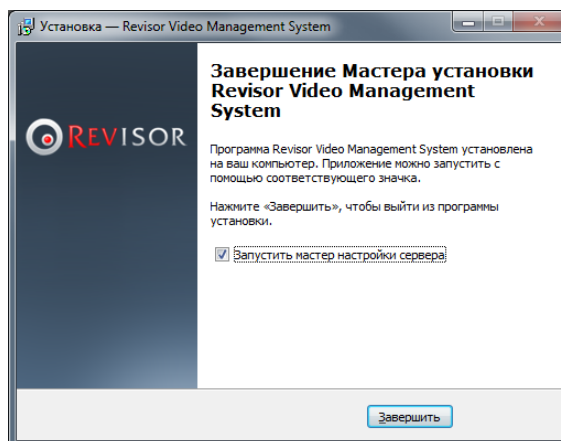 Установка — Revisor Video Management System
Завершение Мастера установки
Revisor Video Management
System
REVISOR
Программа Revisor Video Management System установлена
на ваш компьютер. Приложение можно запустить с
помощью соответствующего значка.
Нажмите «Завершить», чтобы выйти из программы
установки.
Запустить мастер настройки сервера
Завершить